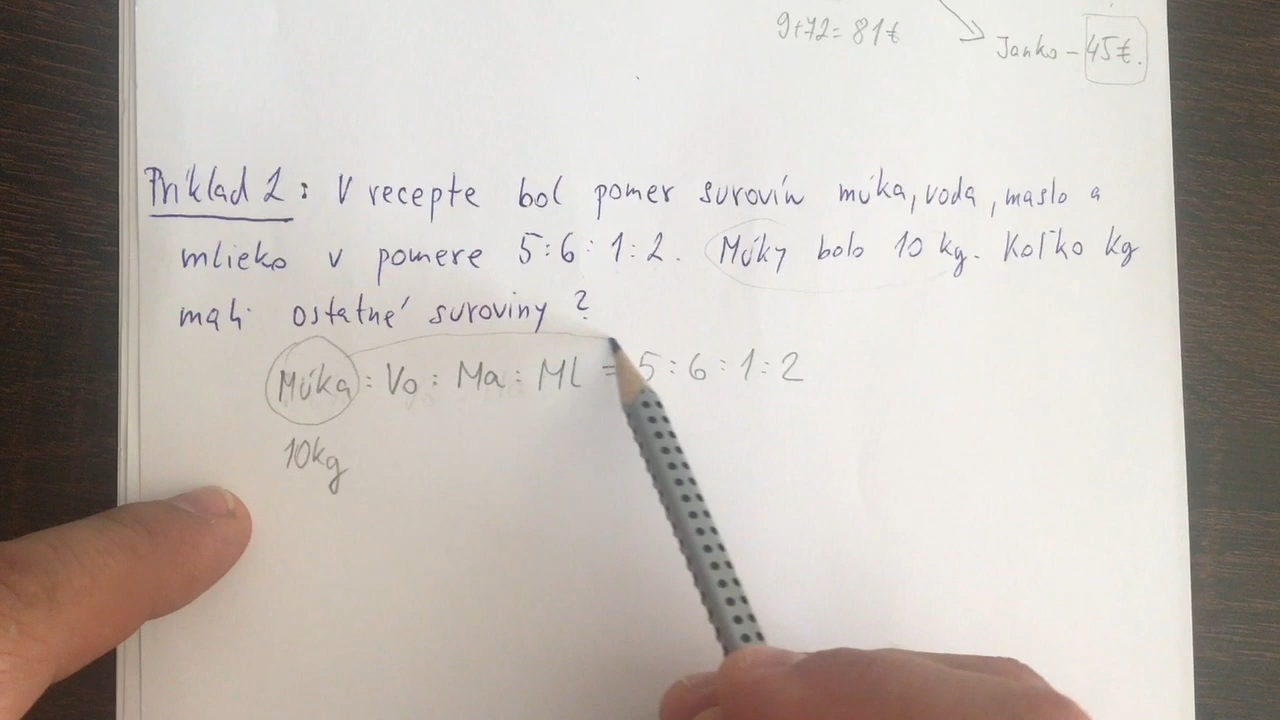 9+72= 81€
Janko - 45€.
Príklad 2: V recepte bol pomer surovín múka, voda, maslo a
mlieko v pomere 5:6:1:2. Múky bolo 10 kg. Koľko kg
mali ostatné suroviny?
Múka : Vo : Ma : Ml = 5:6:1:2
10kg